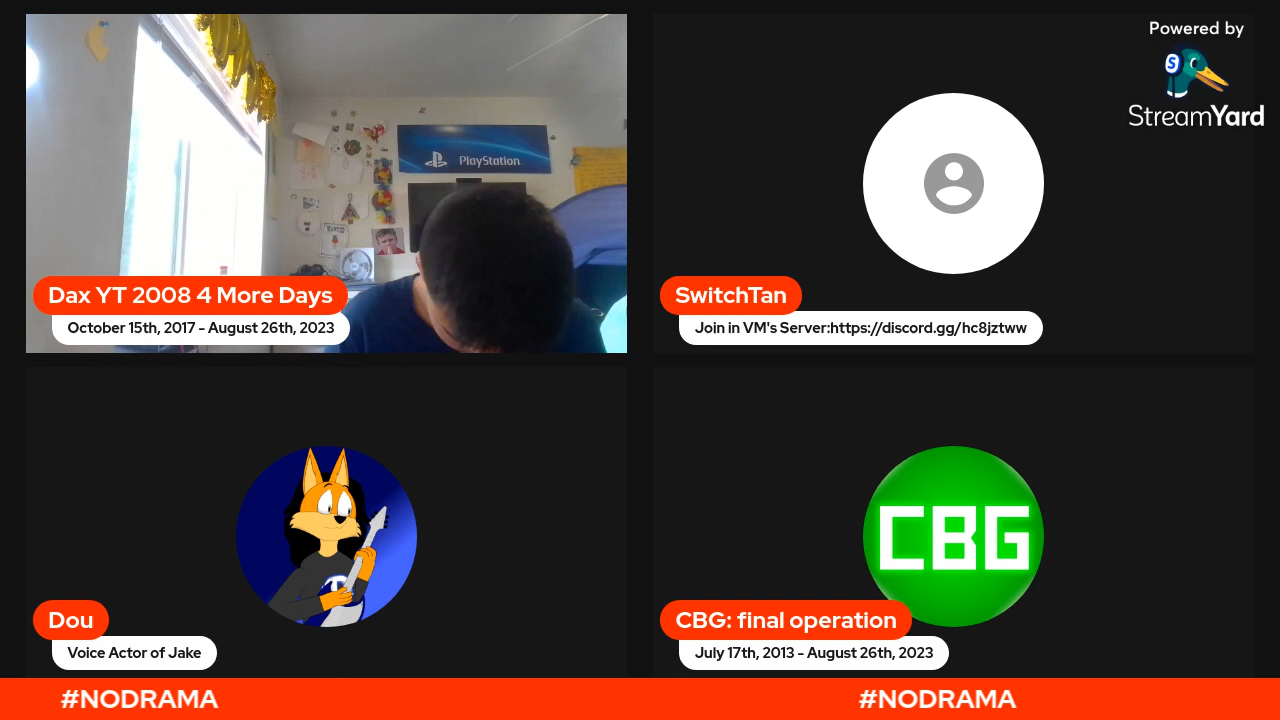 Powered by
S
StreamYard
PlayStation
WANTED
Dax YT 2008 4 More Days
October 15th, 2017 - August 26th, 2023
SwitchTan
Join in VM's Server:https://discord.gg/hc8jztww
CBG
Dou
Voice Actor of Jake
CBG: final operation
July 17th, 2013 - August 26th, 2023
#NODRAMA
#NODRAMA